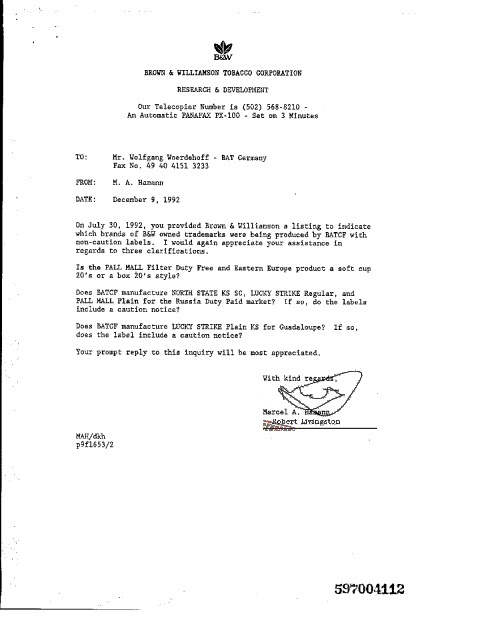 B&W
BROWN & WILLIAMSON TOBACCO CORPORATION
RESEARCH & DEVELOPMENT
Our Telecopier Number is (502) 568-8210 -
An Automatic PANAFAX PX-100 - Set on 3 Minutes
TO: Mr. Wolfgang Woerdehoff - BAT Germany
Fax No. 49 40 4151 3233
FROM: M. A. Hamann
DATE: December 9, 1992
On July 30, 1992, you provided Brown & Williamson a listing to indicate
which brands of B&W owned trademarks were being produced by BATCF with
non-caution labels. I would again appreciate your assistance in
regards to three clarifications.
Is the PALL MALL Filter Duty Free and Eastern Europe product a soft cup
20's or a box 20's style?
Does BATCF manufacture NORTH STATE KS SC, LUCKY STRIKE Regular, and
PALL MALL Plain for the Russia Duty Paid market? If so, do the labels
include a caution notice?
Does BATCF manufacture LUCKY STRIKE Plain KS for Guadaloupe? If so,
does the label include a caution notice?
Your prompt reply to this inquiry will be most appreciated.
With kind regards,
Marcel A. Hamann
Robert Livingston
MAH/dkh
p9f1653/2
597004112